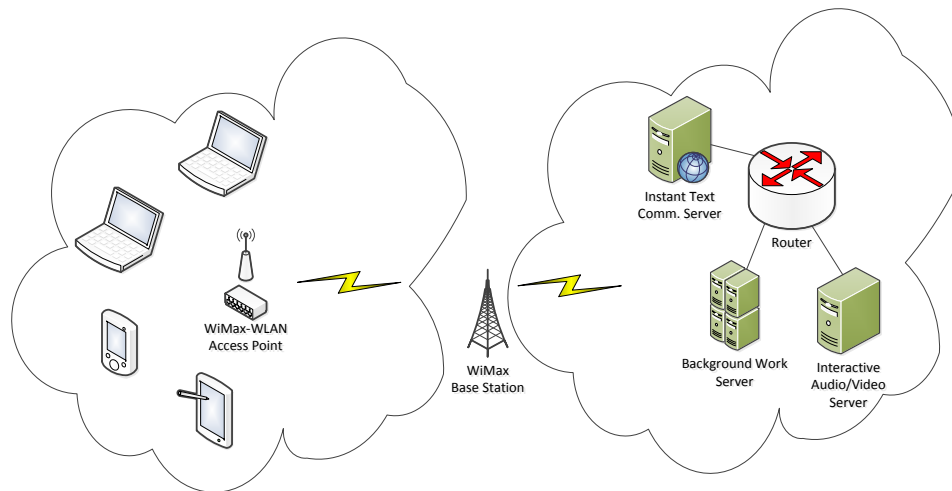 Instant Text
Comm. Server
Router
WiMax-WLAN
Access Point
WiMax
Base Station
Background Work
Server
Interactive
Audio/Video
Server